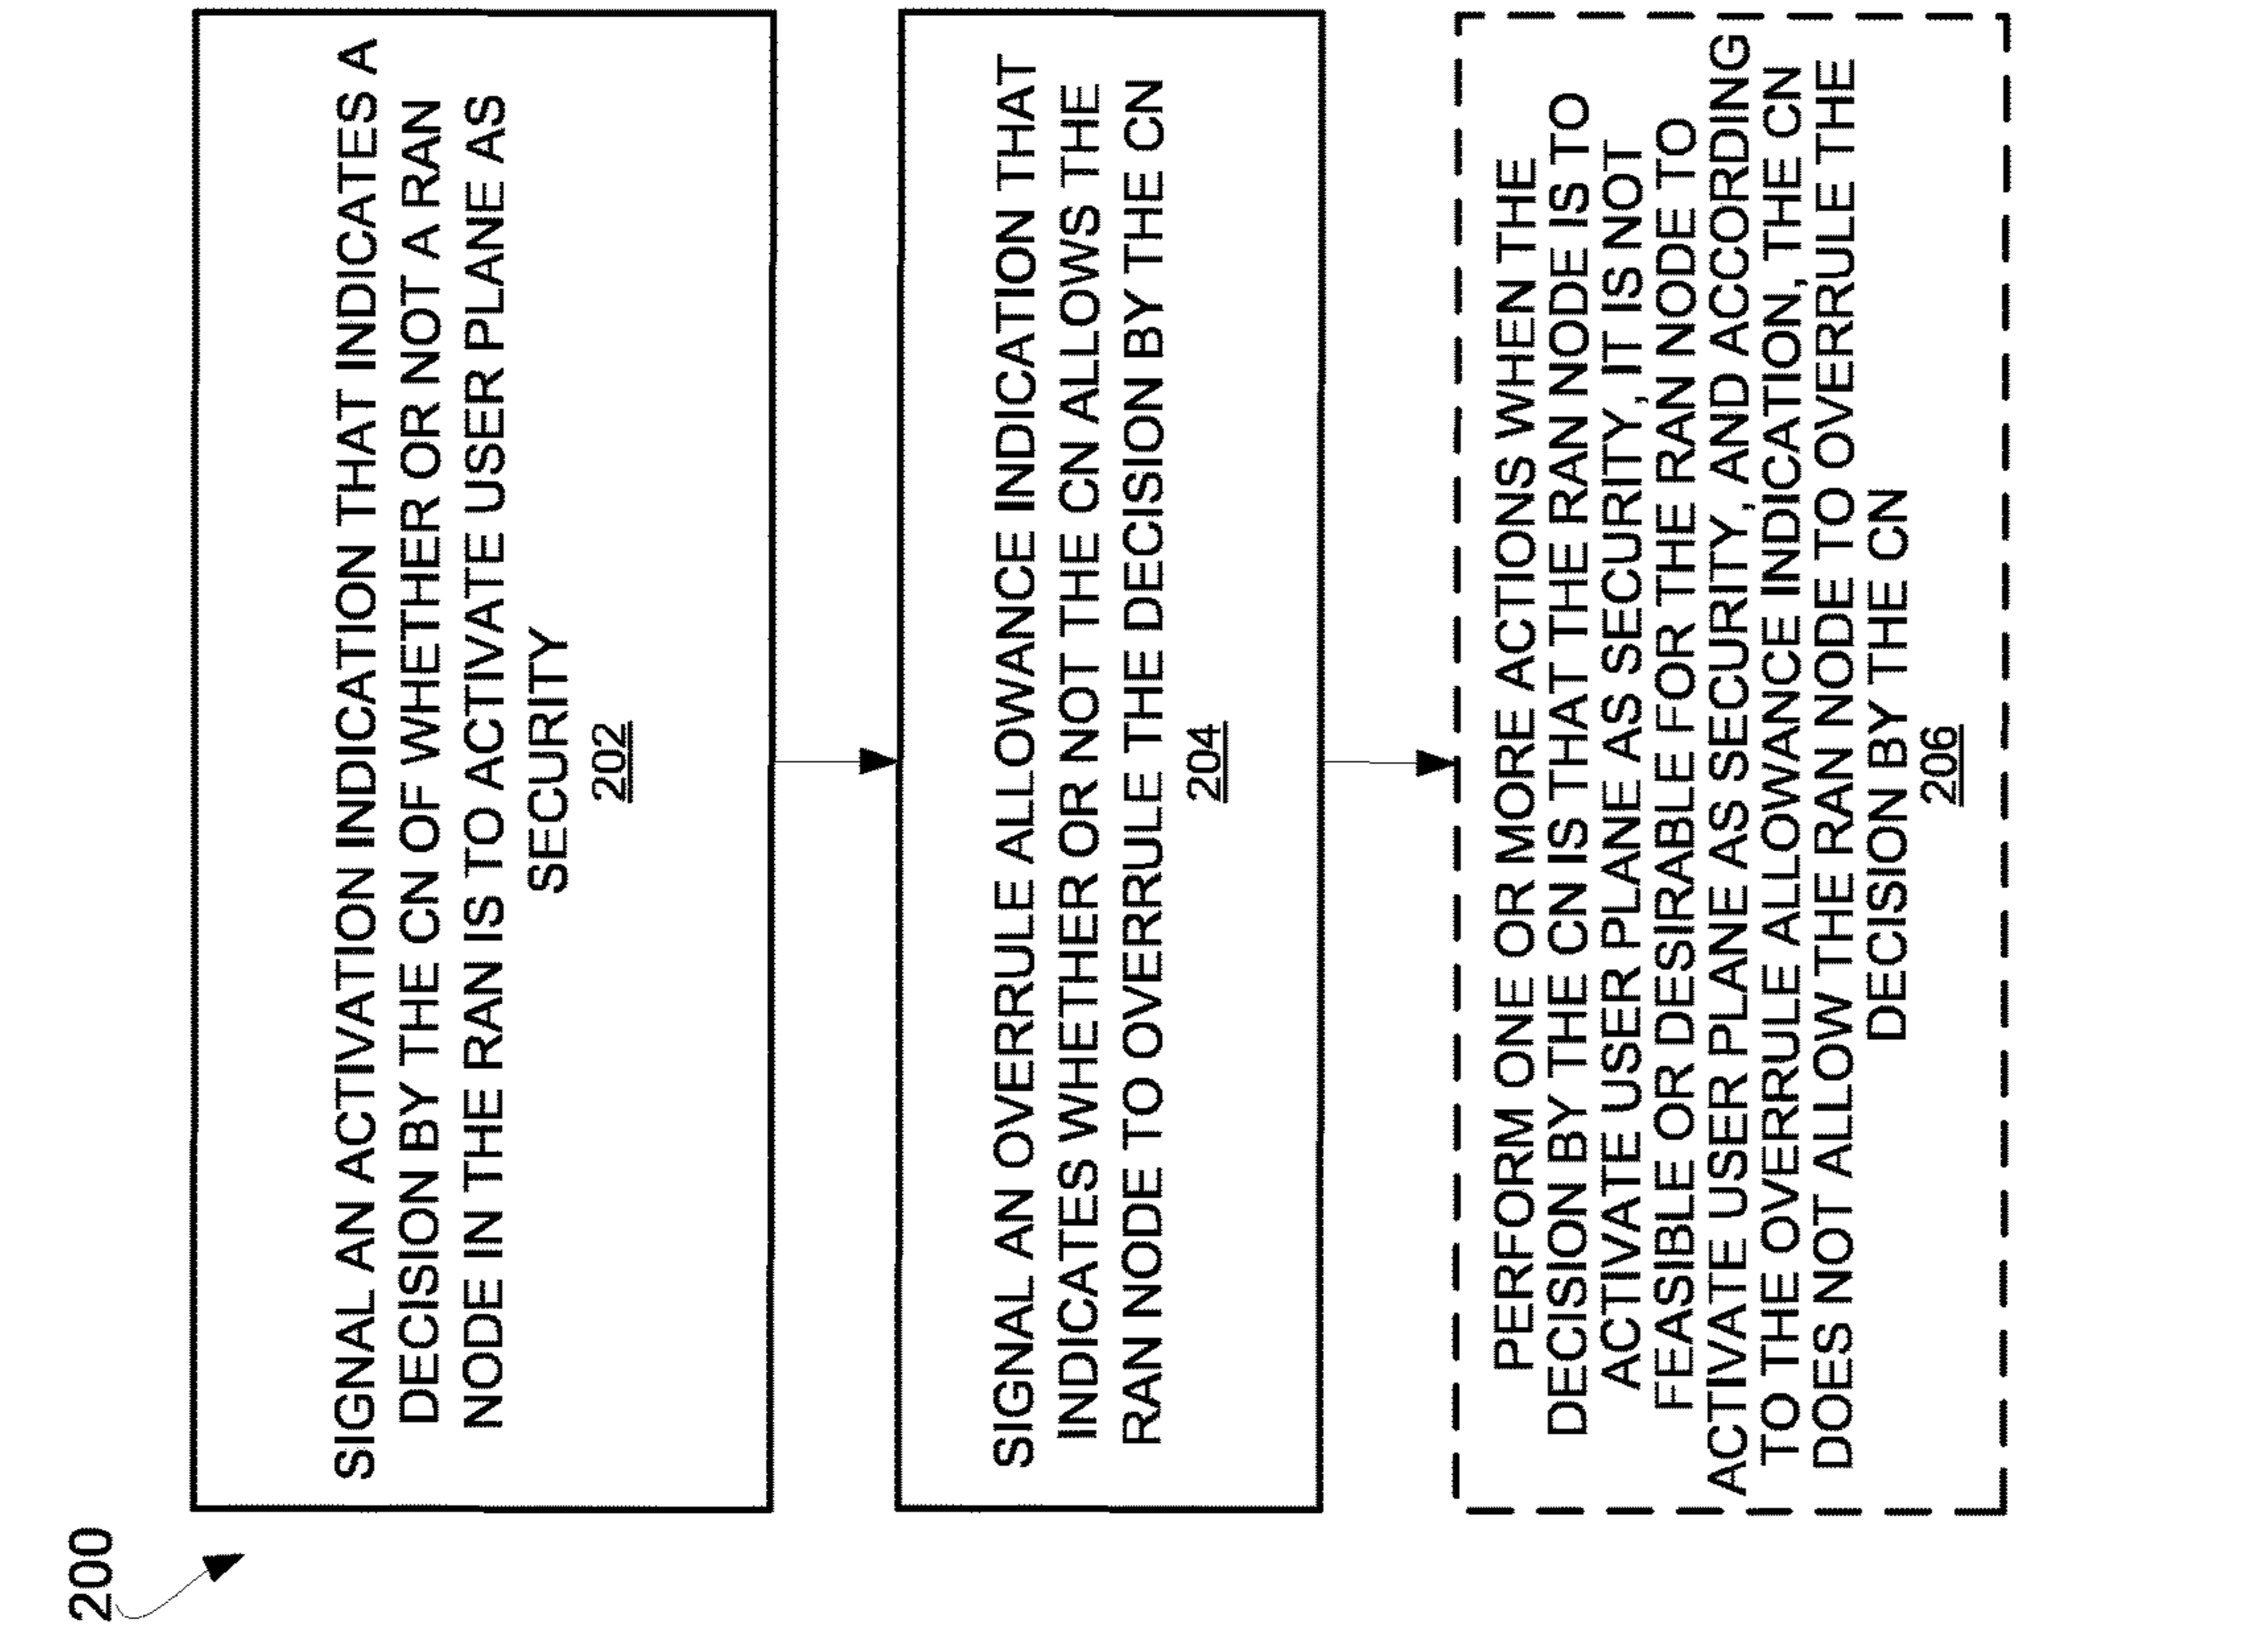 200
SIGNAL AN ACTIVATION INDICATION THAT INDICATES A
DECISION BY THE CN OF WHETHER OR NOT A RAN
NODE IN THE RAN IS TO ACTIVATE USER PLANE AS
SECURITY
202
SIGNAL AN OVERRULE ALLOWANCE INDICATION THAT
INDICATES WHETHER OR NOT THE CN ALLOWS THE
RAN NODE TO OVERRULE THE DECISION BY THE CN
204
PERFORM ONE OR MORE ACTIONS WHEN THE
DECISION BY THE CN IS THAT THE RAN NODE IS TO
ACTIVATE USER PLANE AS SECURITY, IT IS NOT
FEASIBLE OR DESIRABLE FOR THE RAN NODE TO
ACTIVATE USER PLANE AS SECURITY, AND ACCORDING
TO THE OVERRULE ALLOWANCE INDICATION, THE CN
DOES NOT ALLOW THE RAN NODE TO OVERRULE THE
DECISION BY THE CN
206